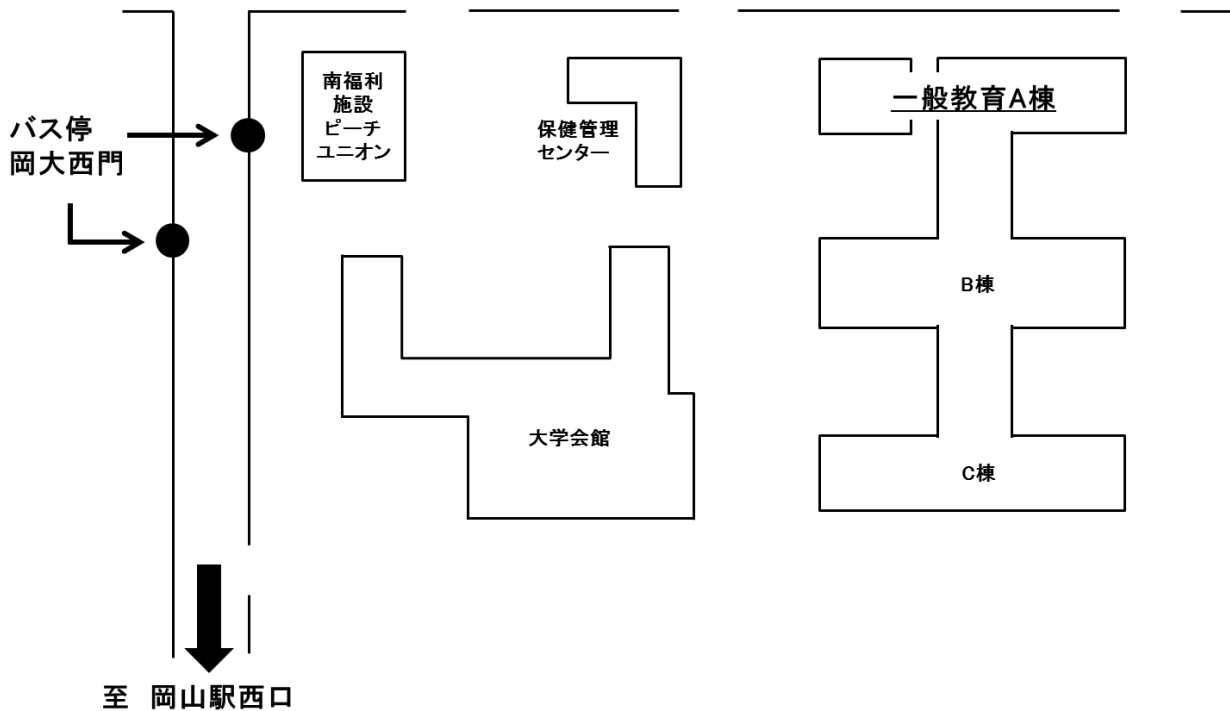 南福利
施設
ピーチ
ユニオン
保健管理
センター
一般教育A棟
バス停
岡大西門
B棟
大学会館
C棟
至　岡山駅西口